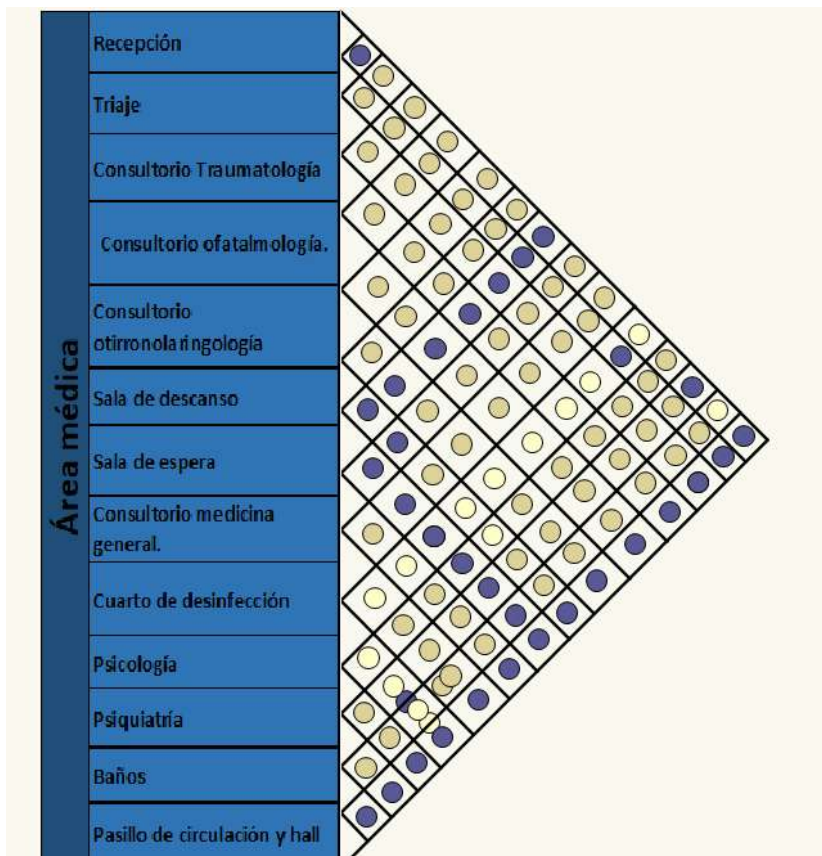 Área médica
Recepción
Triaje
Consultorio Traumatología
Consultorio ofatalmología.
Consultorio
otirronolaringología
Sala de descanso
Sala de espera
Consultorio medicina
general.
Cuarto de desinfección
Psicología
Psiquiatría
Baños
Pasillo de circulación y hall